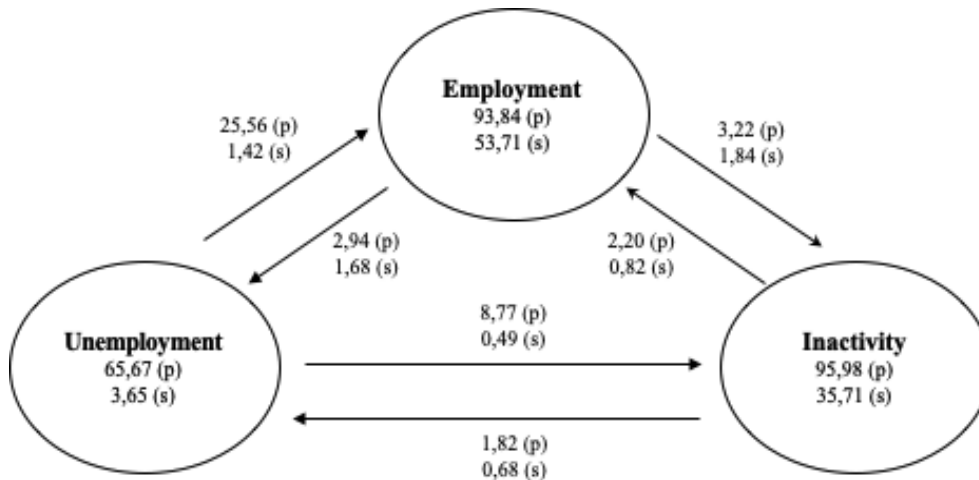 Employment
93,84 (p)
53,71 (s)
25,56 (p)
1,42 (s)
3,22 (p)
1,84 (s)
2,94 (p)
1,68 (s)
2,20 (p)
0,82 (s)
Unemployment
65,67 (p)
3,65 (s)
8,77 (p)
0,49 (s)
Inactivity
95,98 (p)
35,71 (s)
1,82 (p)
0,68 (s)